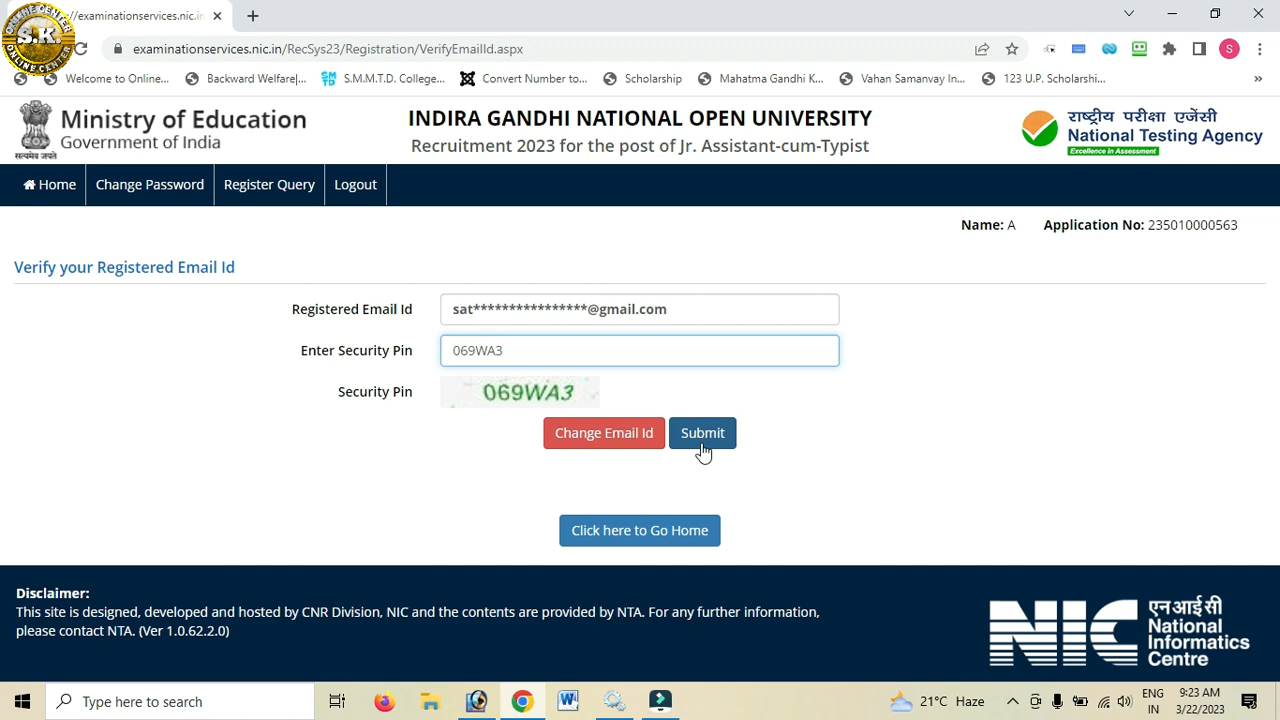 //examinationservices.nic.in
ONLINE CENTER
S.K.
ONLINE CENTER
examinationservices.nic.in/RecSys23/Registration/VerifyEmailId.aspx
S
Welcome to Online...
Backward Welfare|...
S.M.M.T.D. College...
Convert Number to...
Scholarship
Mahatma Gandhi K...
Vahan Samanvay In...
123 U.P. Scholarshi...
»
सत्यमेव जयते
Ministry of Education
Government of India
INDIRA GANDHI NATIONAL OPEN UNIVERSITY
Recruitment 2023 for the post of Jr. Assistant-cum-Typist
राष्ट्रीय परीक्षा एजेंसी
National Testing Agency
Excellence in Assessment
Home
Change Password
Register Query
Logout
Name: A Application No: 235010000563
Verify your Registered Email Id
Registered Email Id sat****************@gmail.com
Enter Security Pin 069WA3
Security Pin 069WA3
Change Email Id
Submit
Click here to Go Home
Disclaimer:
This site is designed, developed and hosted by CNR Division, NIC and the contents are provided by NTA. For any further information,
please contact NTA. (Ver 1.0.62.2.0)
NIC
एनआईसी
National
Informatics
Centre
Type here to search
W
21°C Haze
ENG
IN
9:23 AM
3/22/2023